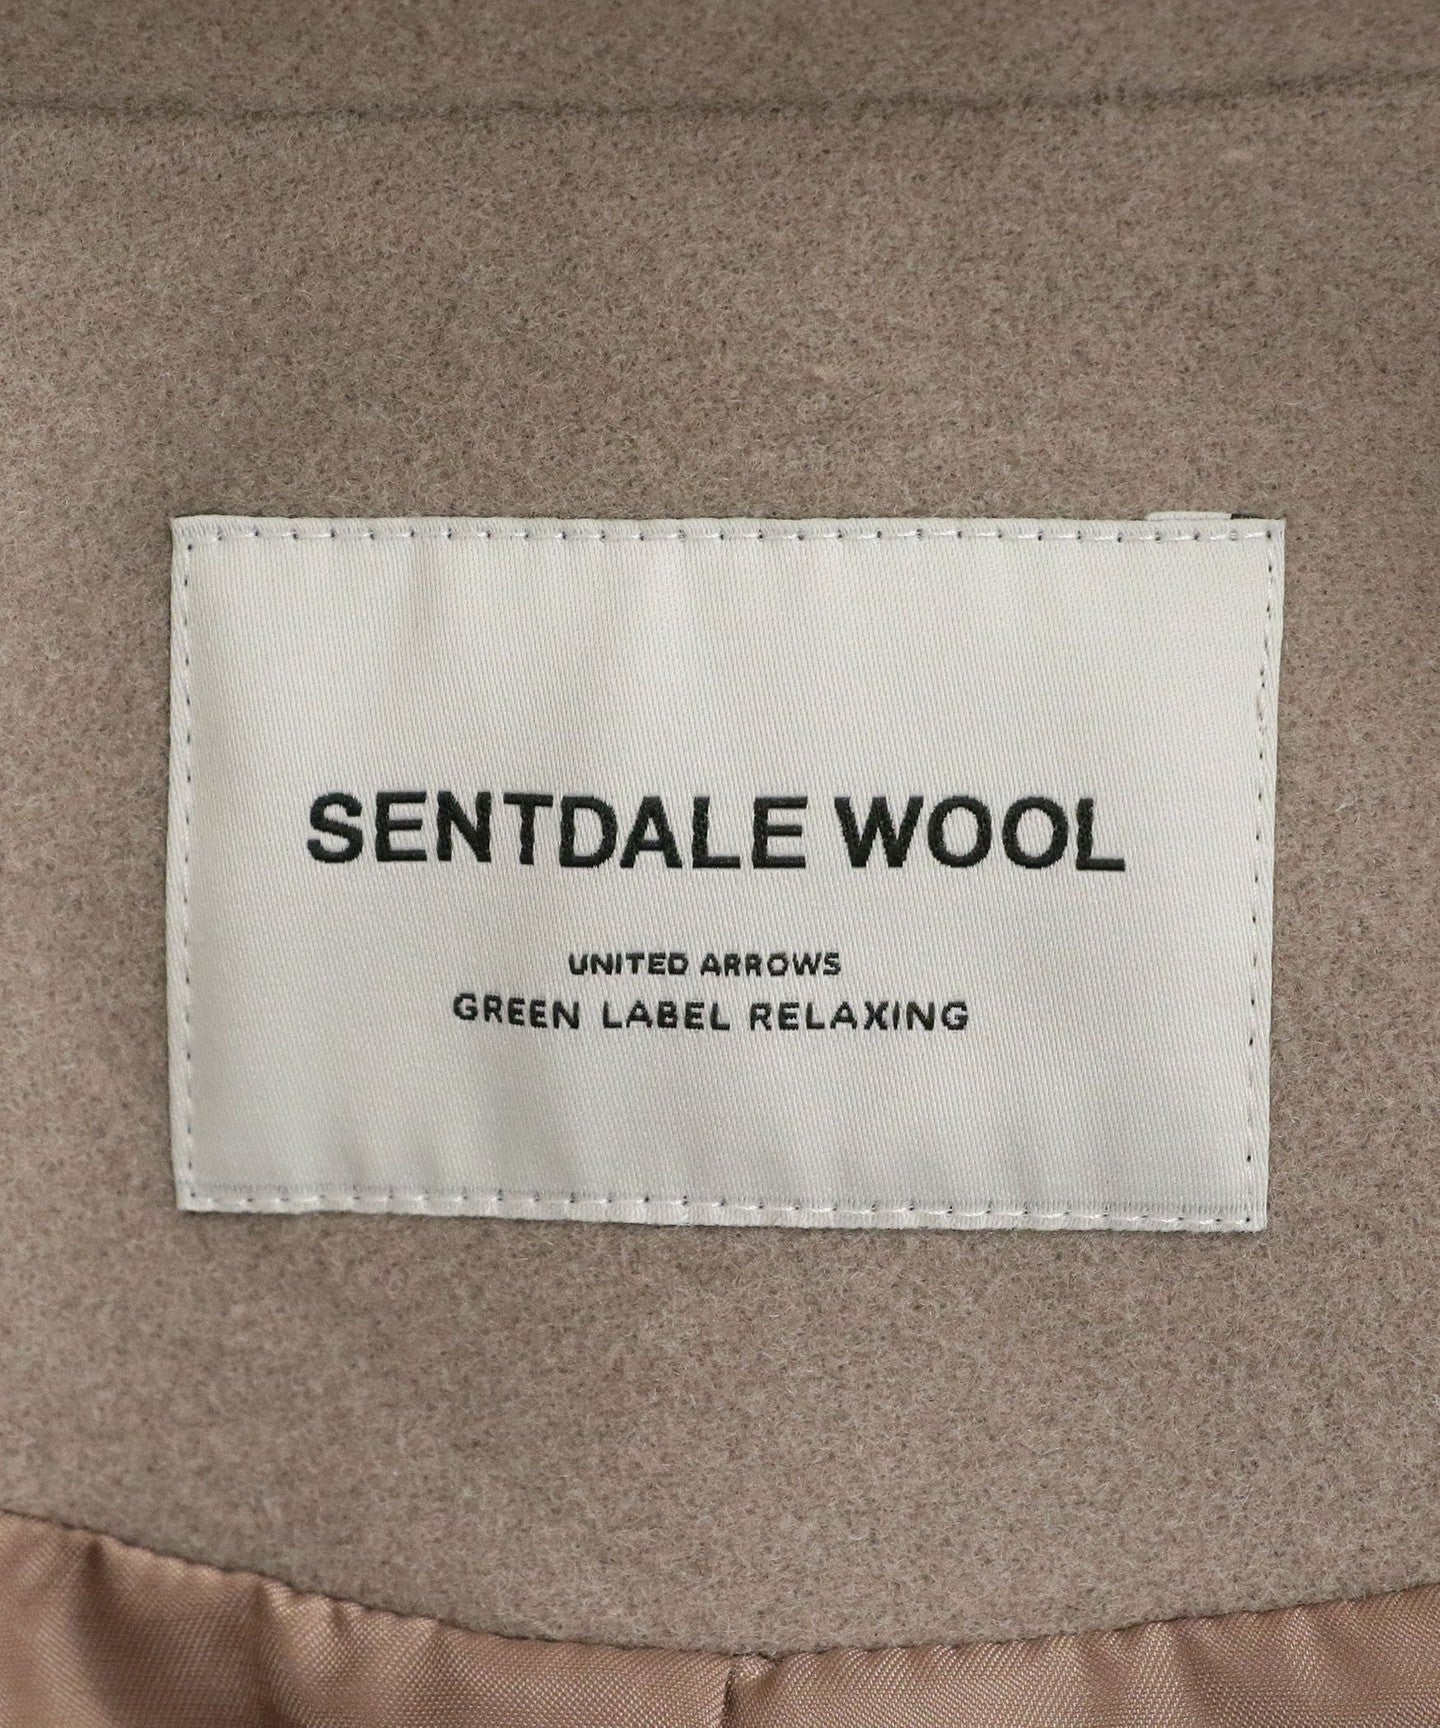 SENTDALE WOOL
UNITED ARROWS
GREEN LABEL RELAXING